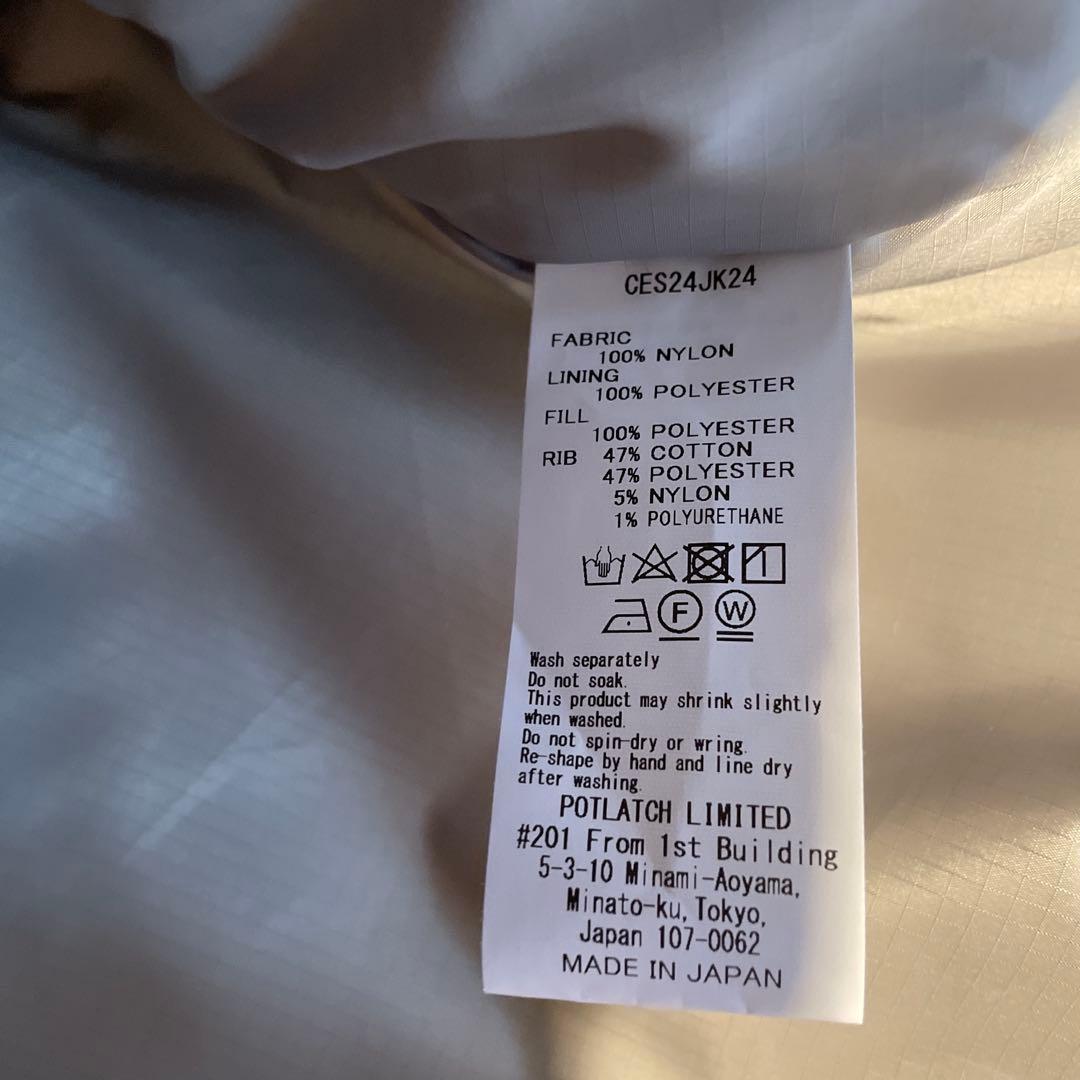 CES24JK24
FABRIC
100% NYLON
LINING
100% POLYESTER
FILL
100% POLYESTER
RIB 47% COTTON
47% POLYESTER
5% NYLON
1% POLYURETHANE
F W
Wash separately
Do not soak.
This product may shrink slightly
when washed.
Do not spin-dry or wring.
Re-shape by hand and line dry
after washing.
POTLATCH LIMITED
#201 From 1st Building
5-3-10 Minami-Aoyama,
Minato-ku, Tokyo,
Japan 107-0062
MADE IN JAPAN